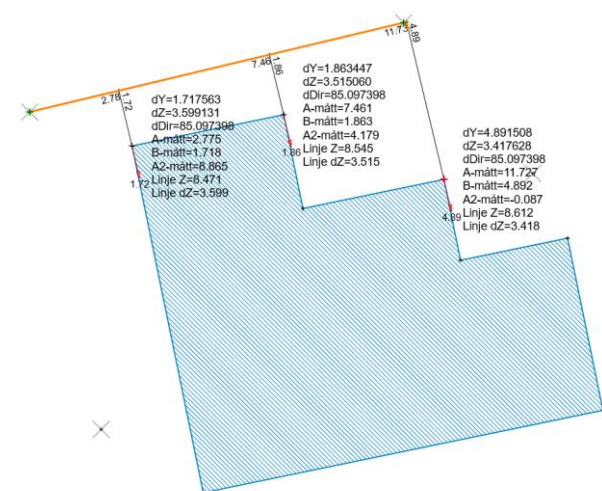 11.73
4.89
7.46
1.86
2.78
1.72
dY=1.717563
dZ=3.599131
dDir=85.097398
A-mått=2.775
B-mått=1.718
A2-mått=8.865
Linje Z=8.471
Linje dZ=3.599
1.72
dY=1.863447
dZ=3.515060
dDir=85.097398
A-mått=7.461
B-mått=1.863
A2-mått=4.179
Linje Z=8.545
Linje dZ=3.515
1.86
dY=4.891508
dZ=3.417628
dDir=85.097398
A-mått=11.727
B-mått=4.892
A2-mått=-0.087
Linje Z=8.612
Linje dZ=3.418
4.89